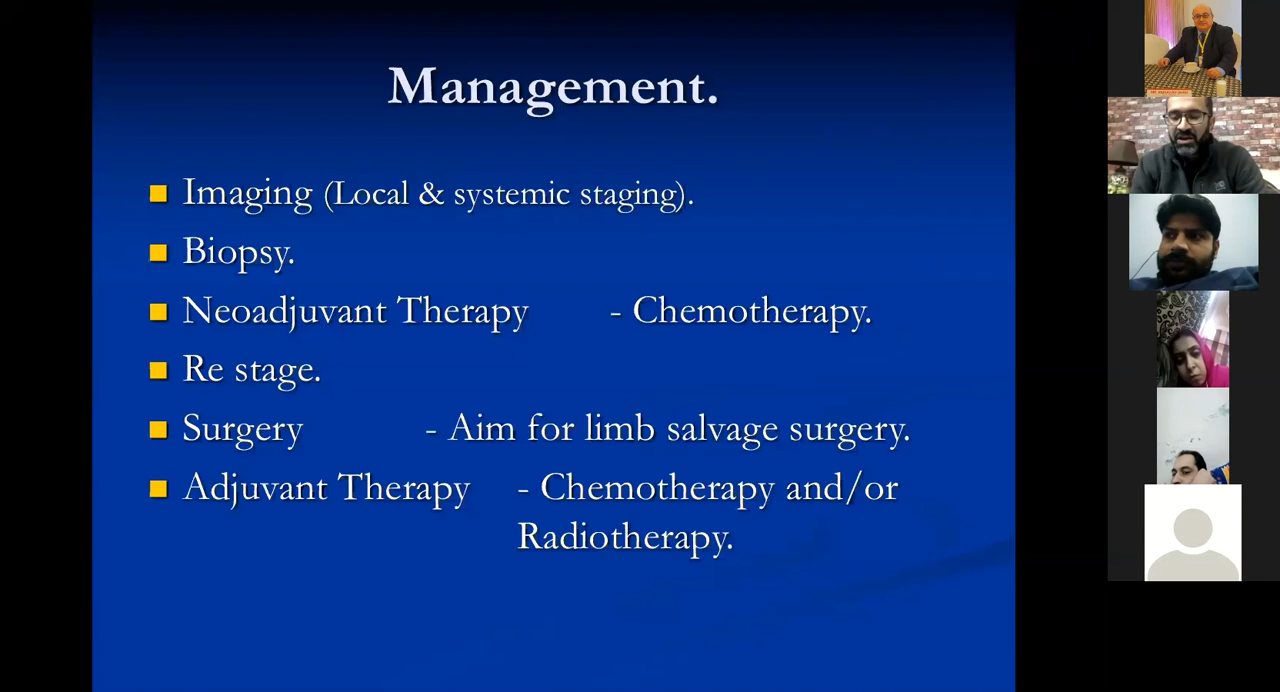 Management.
Imaging (Local & systemic staging).
Biopsy.
Neoadjuvant Therapy - Chemotherapy.
Re stage.
Surgery - Aim for limb salvage surgery.
Adjuvant Therapy - Chemotherapy and/or
Radiotherapy.